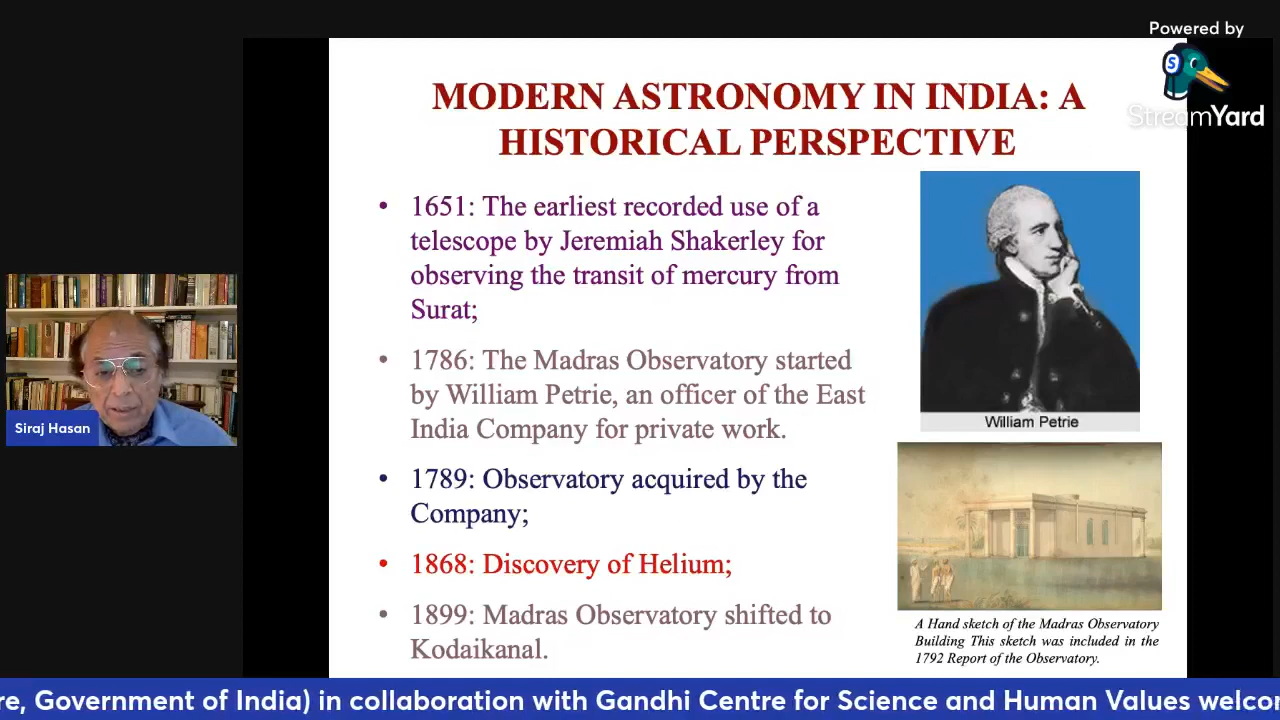 Powered by
S
StreamYard
MODERN ASTRONOMY IN INDIA: A
HISTORICAL PERSPECTIVE
• 1651: The earliest recorded use of a
telescope by Jeremiah Shakerley for
observing the transit of mercury from
Surat;
• 1786: The Madras Observatory started
by William Petrie, an officer of the East
India Company for private work.
• 1789: Observatory acquired by the
Company;
• 1868: Discovery of Helium;
• 1899: Madras Observatory shifted to
Kodaikanal.
William Petrie
A Hand sketch of the Madras Observatory
Building This sketch was included in the
1792 Report of the Observatory.
Siraj Hasan
re, Government of India) in collaboration with Gandhi Centre for Science and Human Values welco